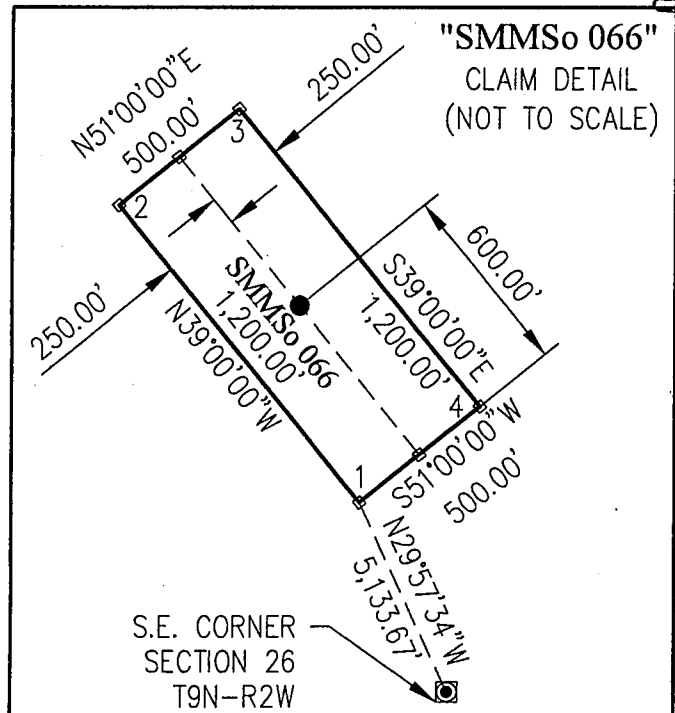 "SMMSo 066"
CLAIM DETAIL
(NOT TO SCALE)
250.00'
N51°00'00"E
500.00'
3
2
600.00'
SMMSo 066
1,200.00'
S39°00'00"E
1,200.00'
250.00'
N39°00'00"W
4
1
S51°00'00"W
500.00'
N29°57'34"W
5,133.67'
S.E. CORNER
SECTION 26
T9N-R2W